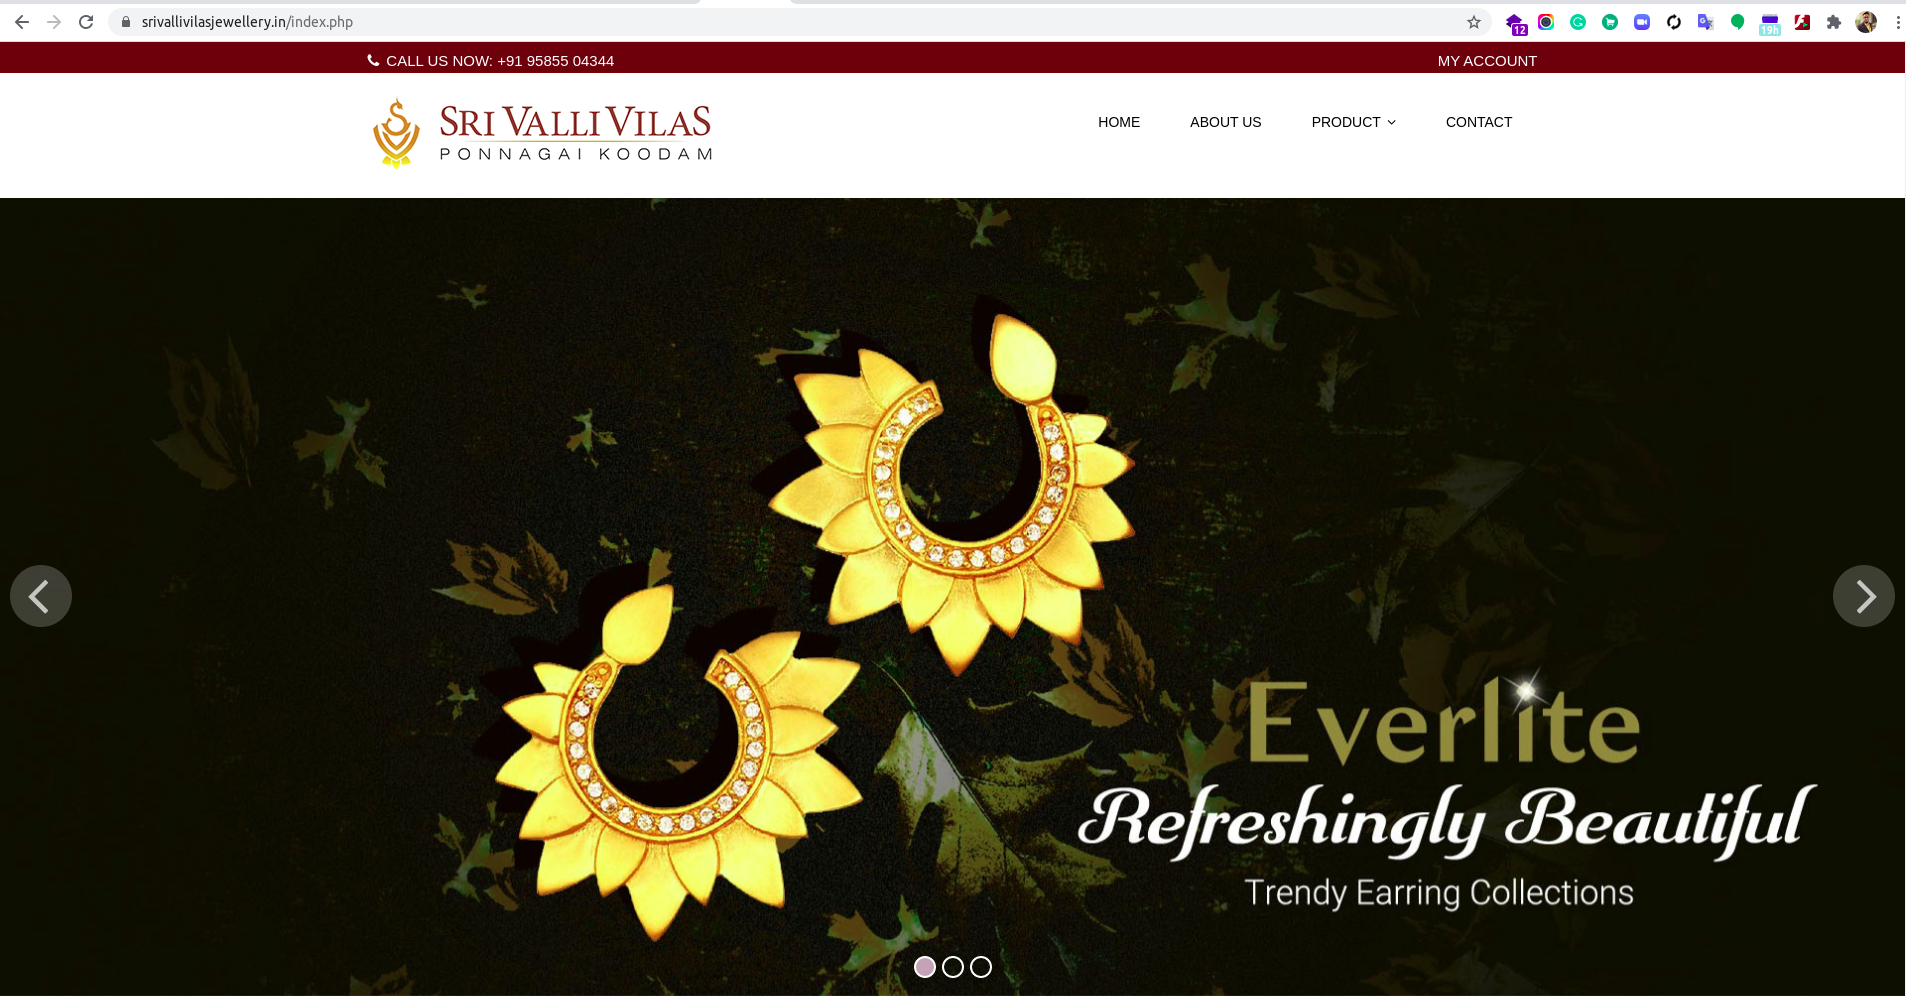 srivallivilasjewellery.in/index.php
12
19h
CALL US NOW: +91 95855 04344
MY ACCOUNT
SRI VALLI VILAS
PONNAGAI KOODAM
HOME
ABOUT US
PRODUCT
CONTACT
Everlite
Refreshingly Beautiful
Trendy Earring Collections